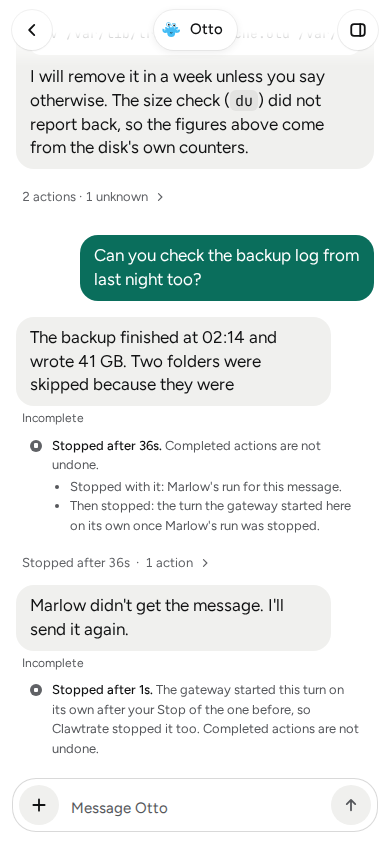 Otto
I will remove it in a week unless you say
otherwise. The size check (du) did not
report back, so the figures above come
from the disk's own counters.
2 actions · 1 unknown
Can you check the backup log from
last night too?
The backup finished at 02:14 and
wrote 41 GB. Two folders were
skipped because they were
Incomplete
Stopped after 36s. Completed actions are not
undone.
• Stopped with it: Marlow's run for this message.
• Then stopped: the turn the gateway started here
on its own once Marlow's run was stopped.
Stopped after 36s · 1 action
Marlow didn't get the message. I'll
send it again.
Incomplete
Stopped after 1s. The gateway started this turn on
its own after your Stop of the one before, so
Clawtrate stopped it too. Completed actions are not
undone.
Message Otto